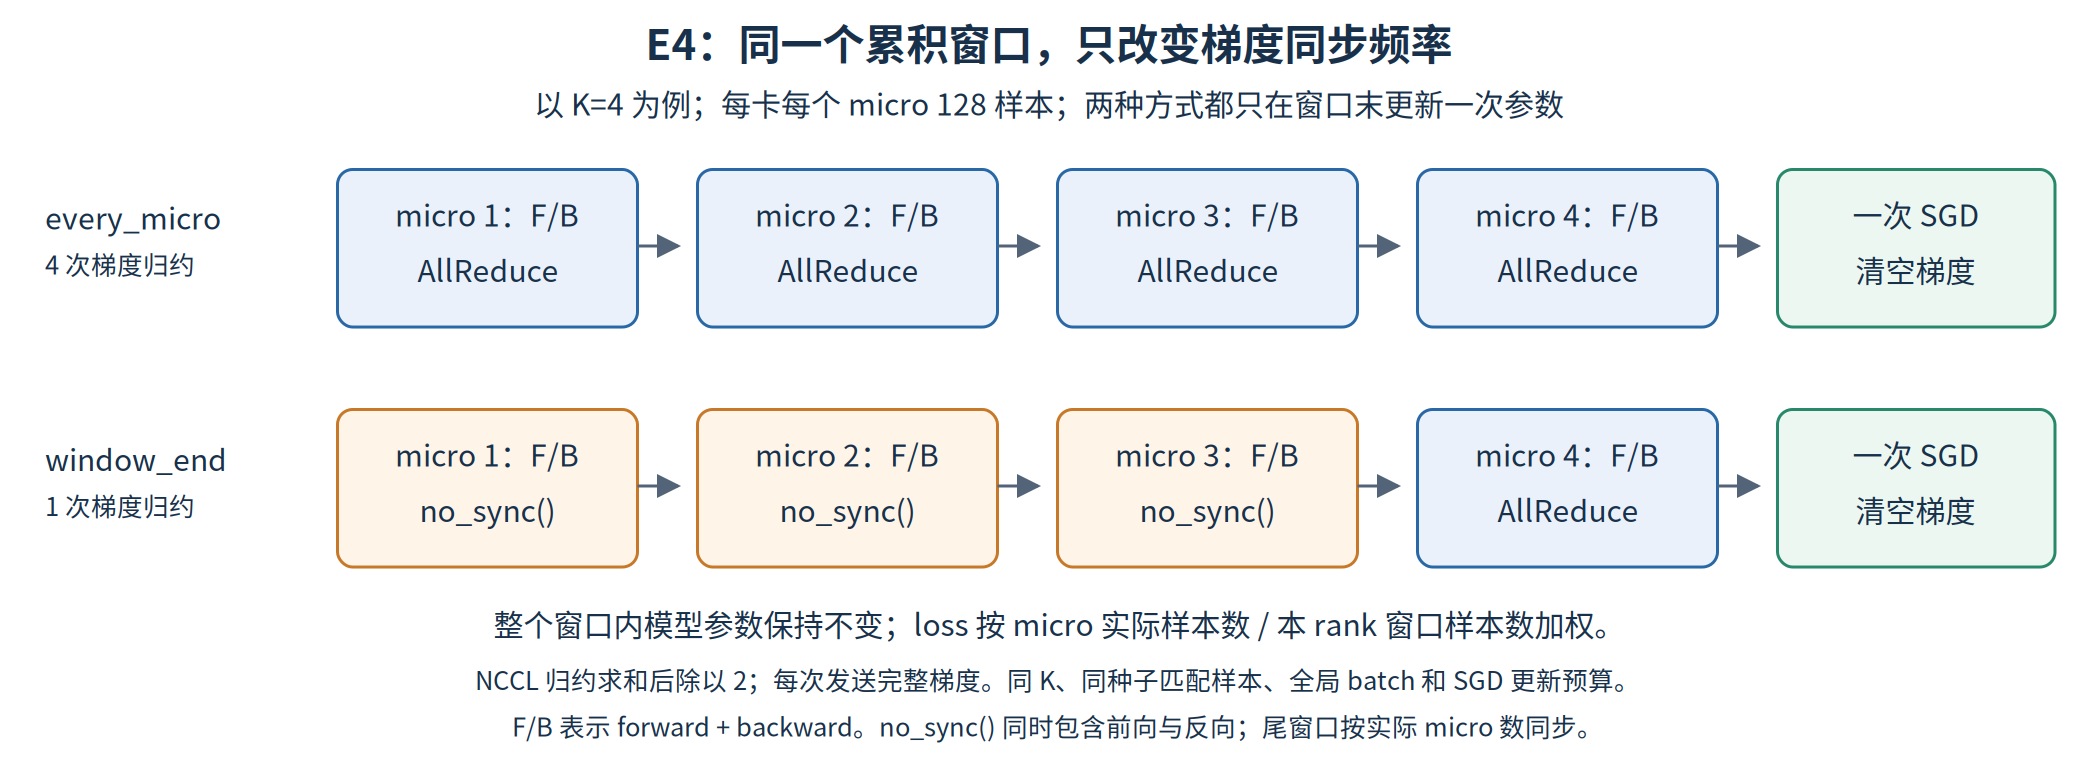 E4：同一个累积窗口，只改变梯度同步频率
以 K=4 为例；每卡每个 micro 128 样本；两种方式都只在窗口末更新一次参数
every_micro
4 次梯度归约
micro 1：F/B
AllReduce
micro 2：F/B
AllReduce
micro 3：F/B
AllReduce
micro 4：F/B
AllReduce
一次 SGD
清空梯度
window_end
1 次梯度归约
micro 1：F/B
no_sync()
micro 2：F/B
no_sync()
micro 3：F/B
no_sync()
micro 4：F/B
AllReduce
一次 SGD
清空梯度
整个窗口内模型参数保持不变；loss 按 micro 实际样本数 / 本 rank 窗口样本数加权。
NCCL 归约求和后除以 2；每次发送完整梯度。同 K、同种子匹配样本、全局 batch 和 SGD 更新预算。
F/B 表示 forward + backward。no_sync() 同时包含前向与反向；尾窗口按实际 micro 数同步。